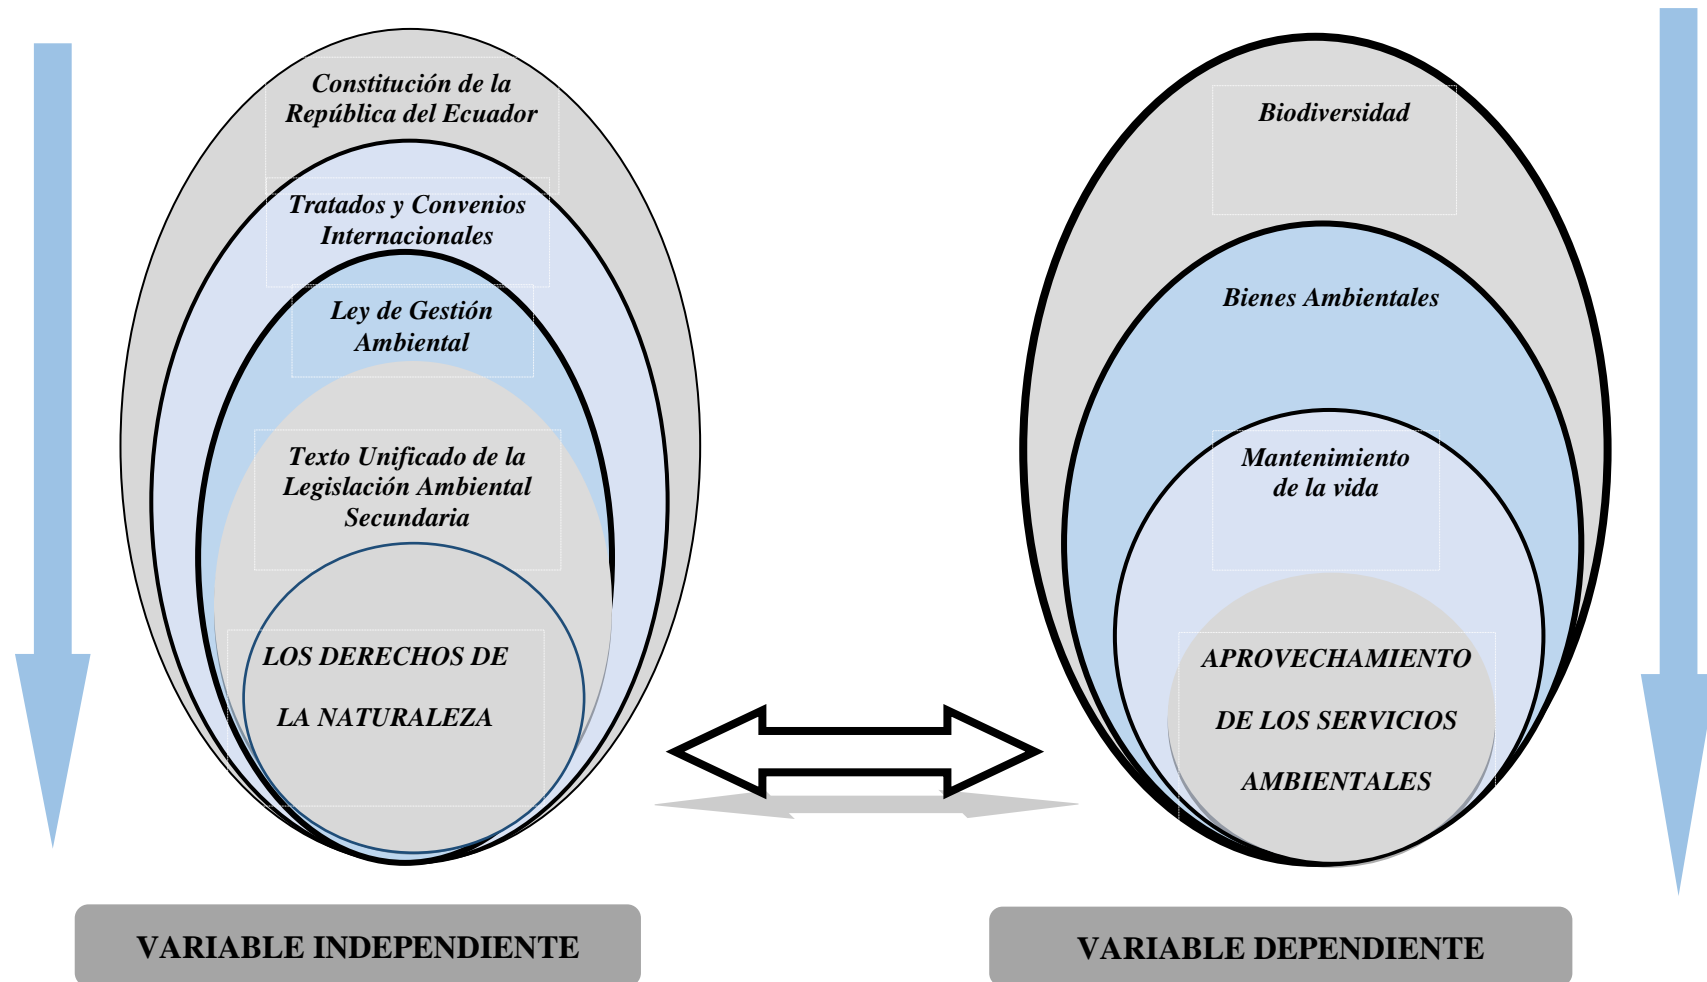 Constitución de la
República del Ecuador
Tratados y Convenios
Internacionales
Ley de Gestión
Ambiental
Texto Unificado de la
Legislación Ambiental
Secundaria
LOS DERECHOS DE
LA NATURALEZA
VARIABLE INDEPENDIENTE
Biodiversidad
Bienes Ambientales
Mantenimiento
de la vida
APROVECHAMIENTO
DE LOS SERVICIOS
AMBIENTALES
VARIABLE DEPENDIENTE